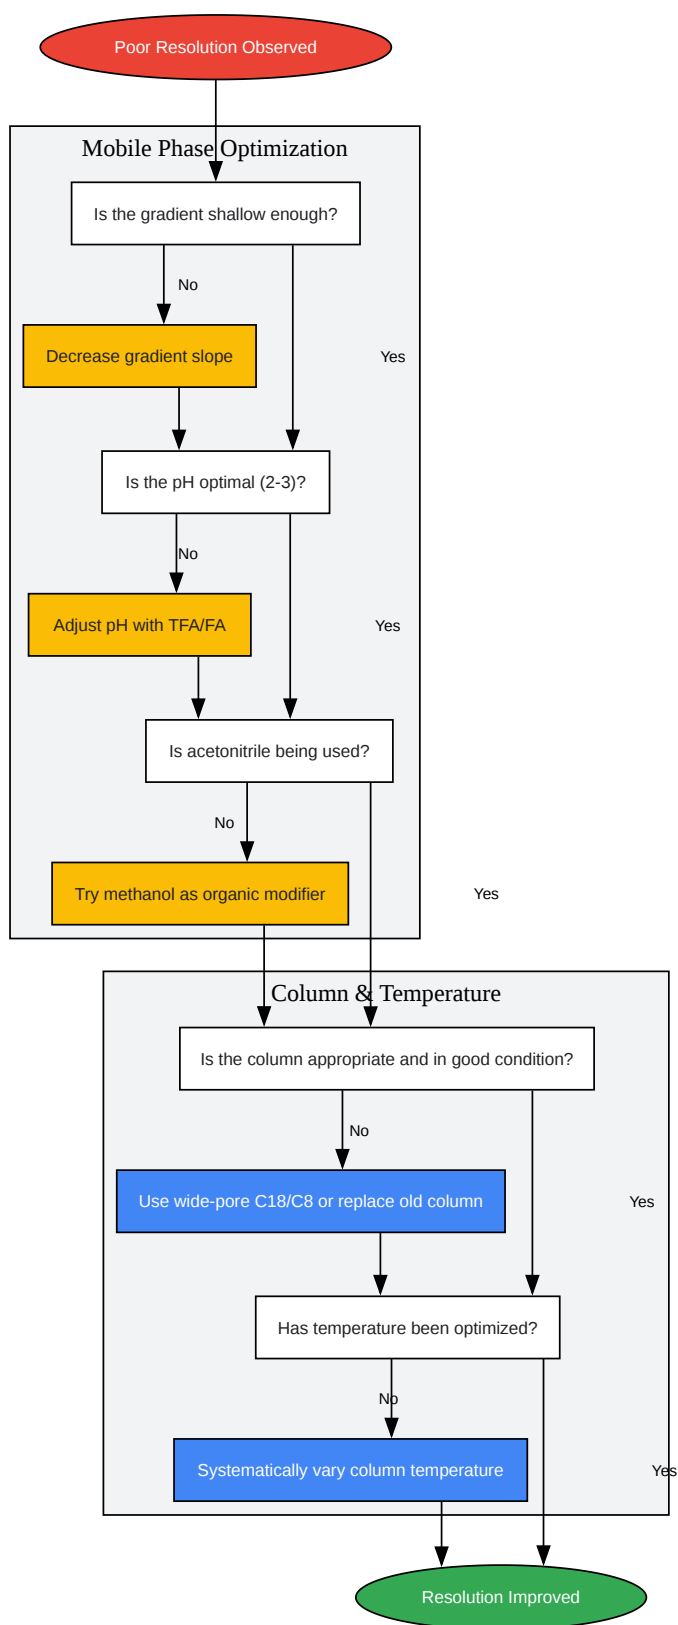 Poor Resolution Observed
Mobile Phase Optimization
Is the gradient shallow enough?
No
Decrease gradient slope
Yes
Is the pH optimal (2-3)?
No
Adjust pH with TFA/FA
Yes
Is acetonitrile being used?
No
Try methanol as organic modifier
Yes
Column & Temperature
Is the column appropriate and in good condition?
No
Use wide-pore C18/C8 or replace old column
Yes
Has temperature been optimized?
No
Systematically vary column temperature
Yes
Resolution Improved